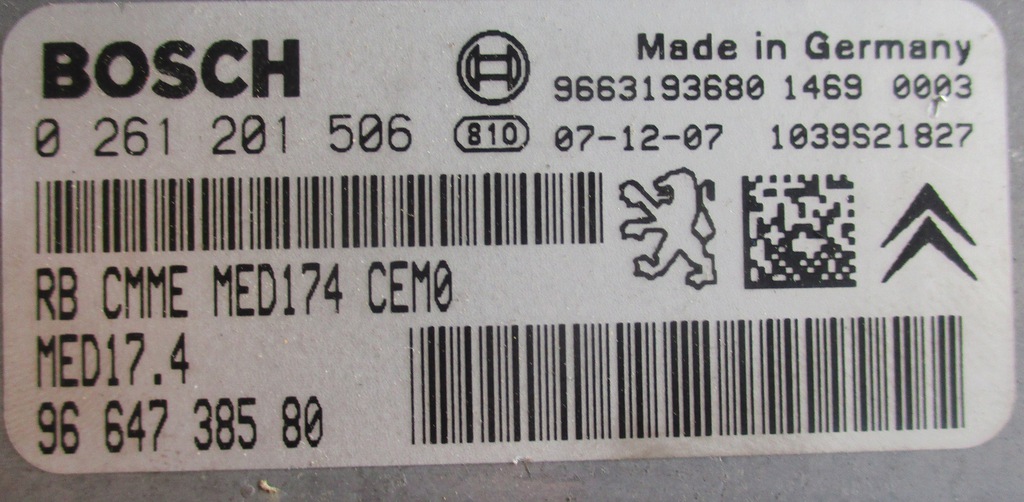 BOSCH
Made in Germany
9663193680 1469 0003
0 261 201 506 810 07-12-07 1039S21827
RB CMME MED174 CEM0
MED17.4
96 647 385 80